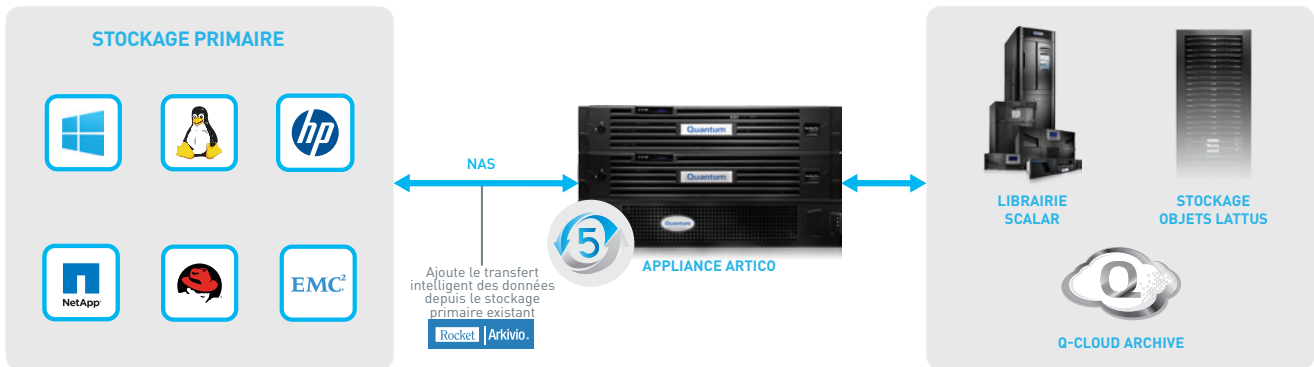 STOCKAGE PRIMAIRE
hp
NetApp
EMC²
NAS
Ajoute le transfert
intelligent des données
depuis le stockage
primaire existant
Rocket | Arkivio
Quantum
Quantum
Quantum
5
APPLIANCE ARTICO
LIBRAIRIE
SCALAR
STOCKAGE
OBJETS LATTUS
Q
Q-CLOUD ARCHIVE